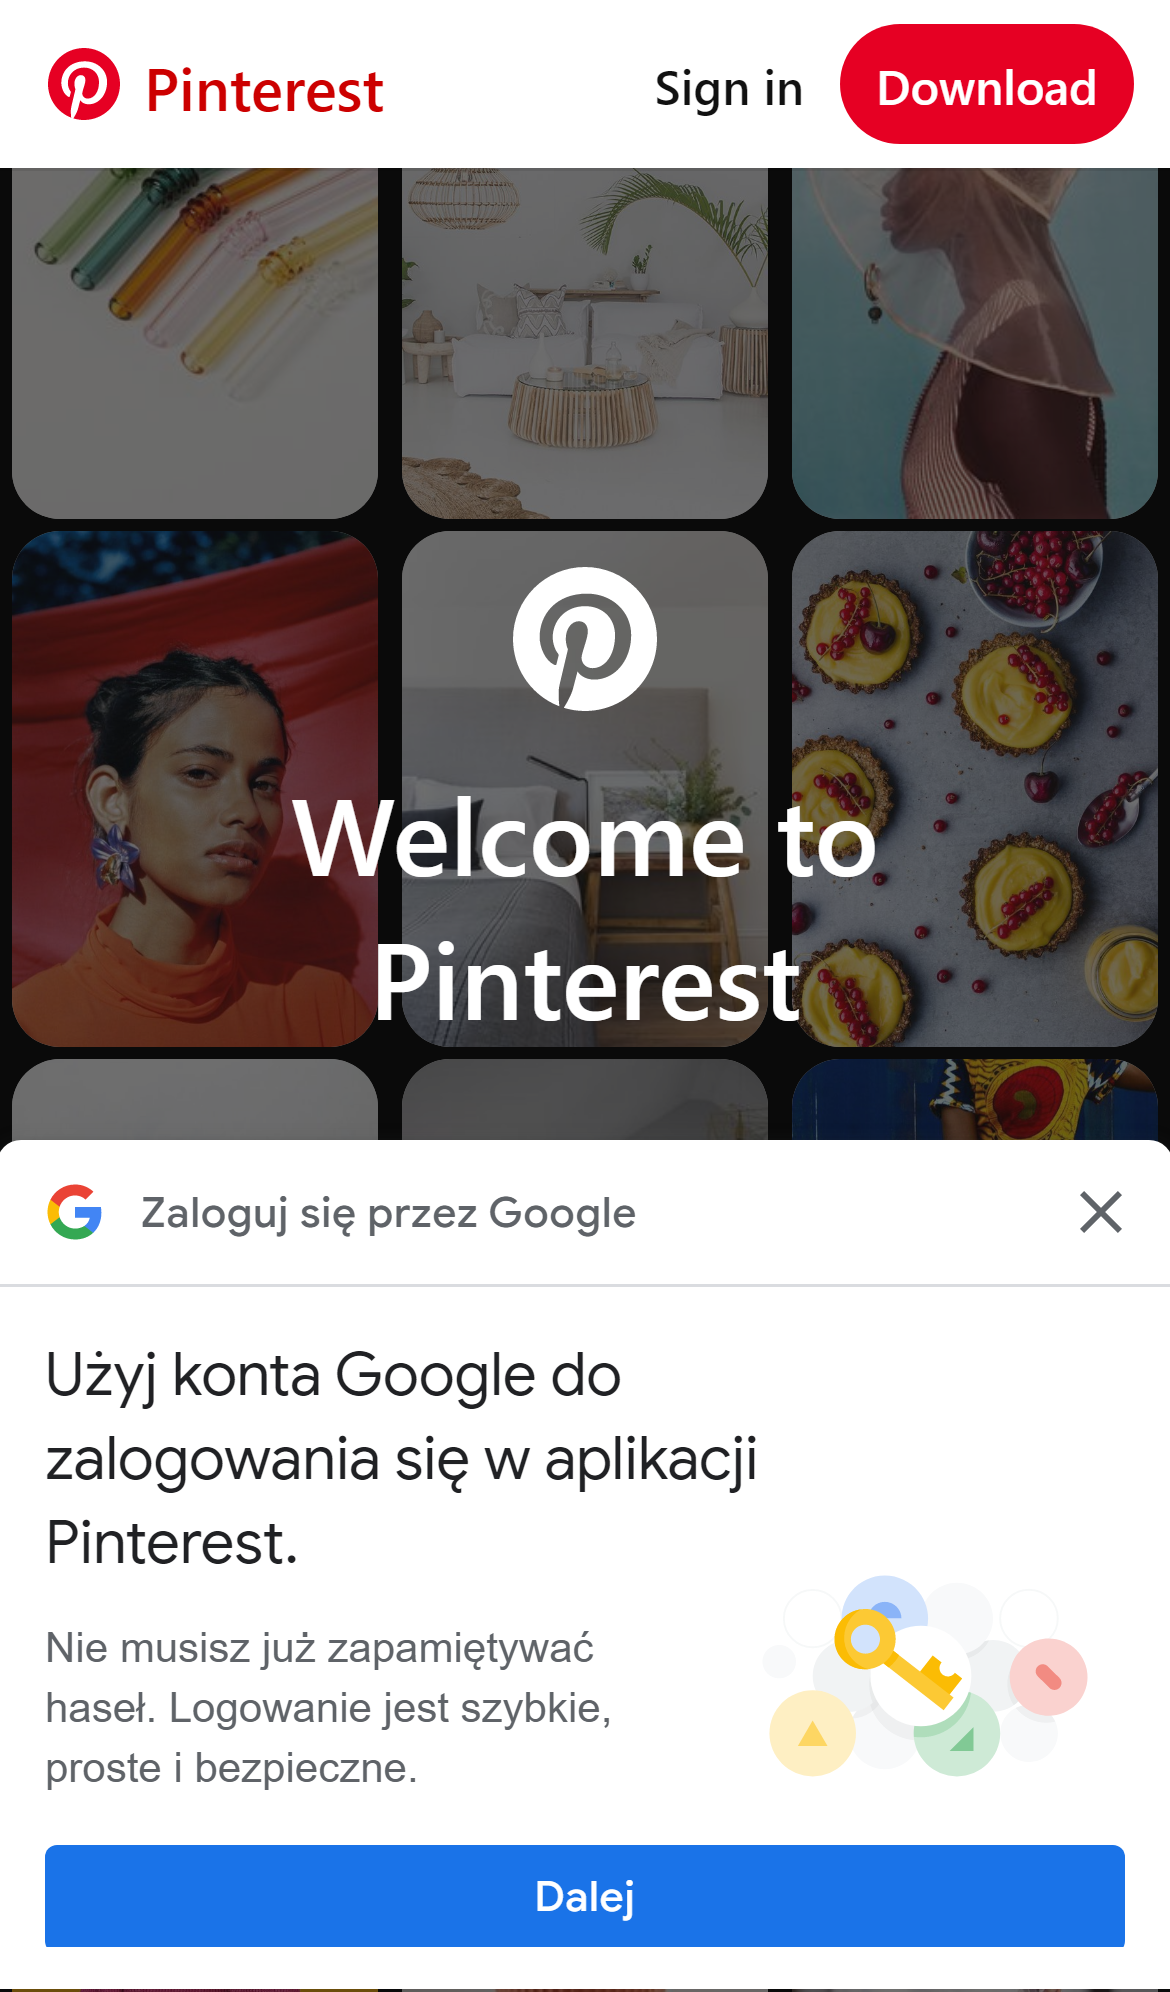 Pinterest
Sign in
Download
Welcome to
Pinterest
Zaloguj się przez Google
Użyj konta Google do
zalogowania się w aplikacji
Pinterest.
Nie musisz już zapamiętywać
haseł. Logowanie jest szybkie,
proste i bezpieczne.
Dalej